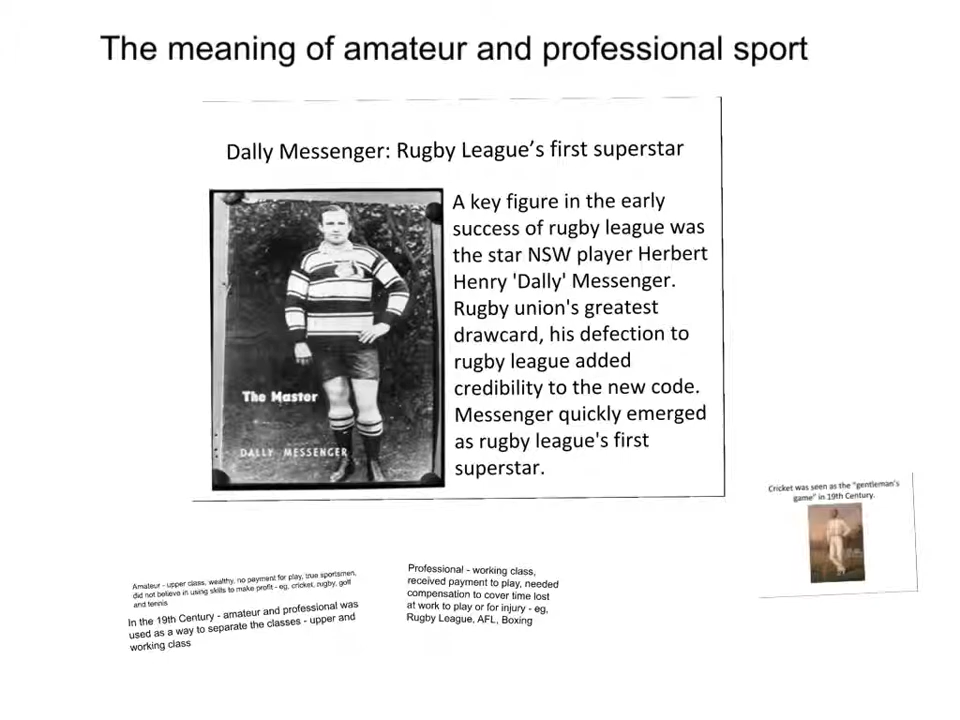 The meaning of amateur and professional sport
Dally Messenger: Rugby League's first superstar
The Master
DALLY MESSENGER
A key figure in the early
success of rugby league was
the star NSW player Herbert
Henry 'Dally' Messenger.
Rugby union's greatest
drawcard, his defection to
rugby league added
credibility to the new code.
Messenger quickly emerged
as rugby league's first
superstar.
Cricket was seen as the "gentleman's
game" in 19th Century.
Amateur - upper class, wealthy, no payment for play, true sportsmen,
did not believe in using skills to make profit - eg, cricket, rugby, golf
and tennis
In the 19th Century - amateur and professional was
used as a way to separate the classes - upper and
working class
Professional - working class,
received payment to play, needed
compensation to cover time lost
at work to play or for injury - eg,
Rugby League, AFL, Boxing